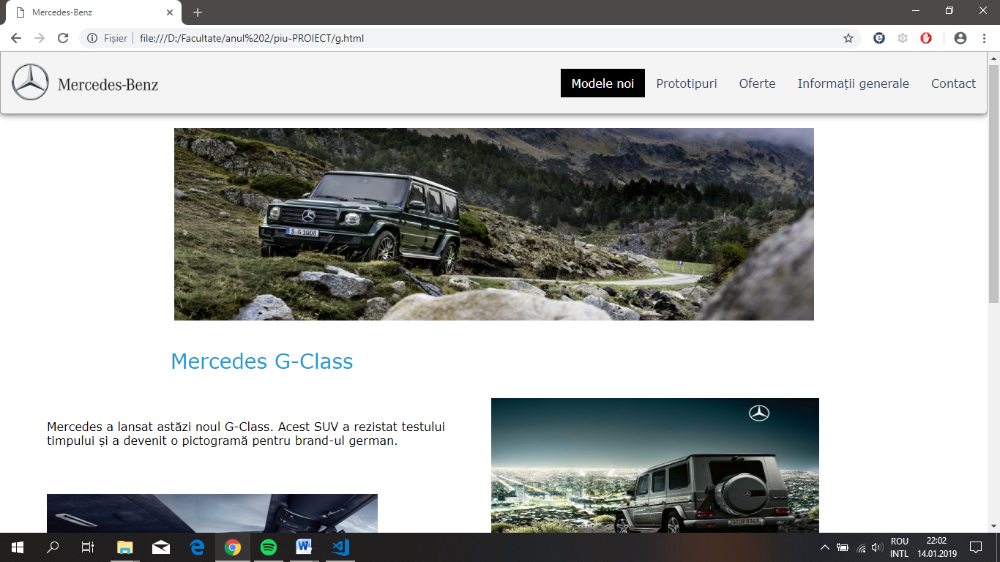 Mercedes-Benz
Fișier
file:///D:/Facultate/anul%202/piu-PROIECT/g.html
Mercedes-Benz
Modele noi
Prototipuri
Oferte
Informații generale
Contact
S·G 1008
Mercedes G-Class
Mercedes a lansat astăzi noul G-Class. Acest SUV a rezistat testului
timpului și a devenit o pictogramă pentru brand-ul german.
ROU
INTL
22:02
14.01.2019